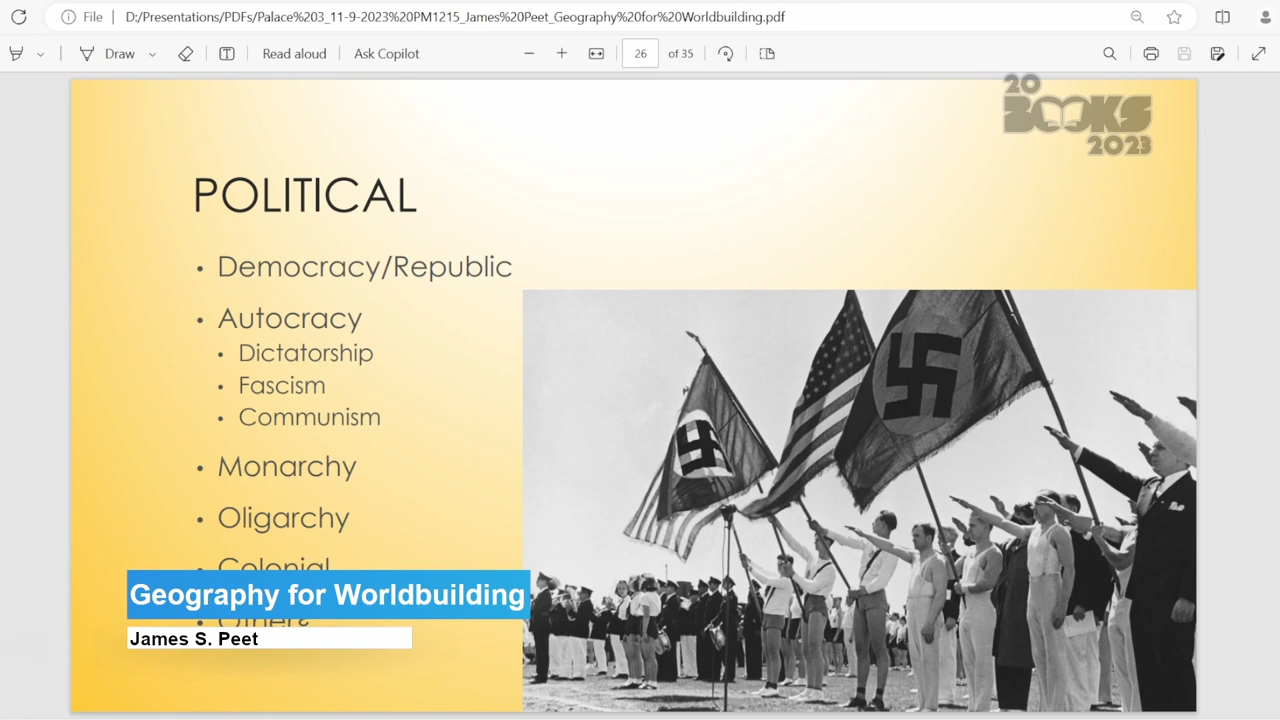 File
D:/Presentations/PDFs/Palace%203_11-9-2023%20PM1215_James%20Peet_Geography%20for%20Worldbuilding.pdf
Draw
Read aloud
Ask Copilot
26
of 35
20
BOOKS
2023
POLITICAL
• Democracy/Republic
• Autocracy
• Dictatorship
• Fascism
• Communism
• Monarchy
• Oligarchy
• Colonial
Geography for Worldbuilding
James S. Peet